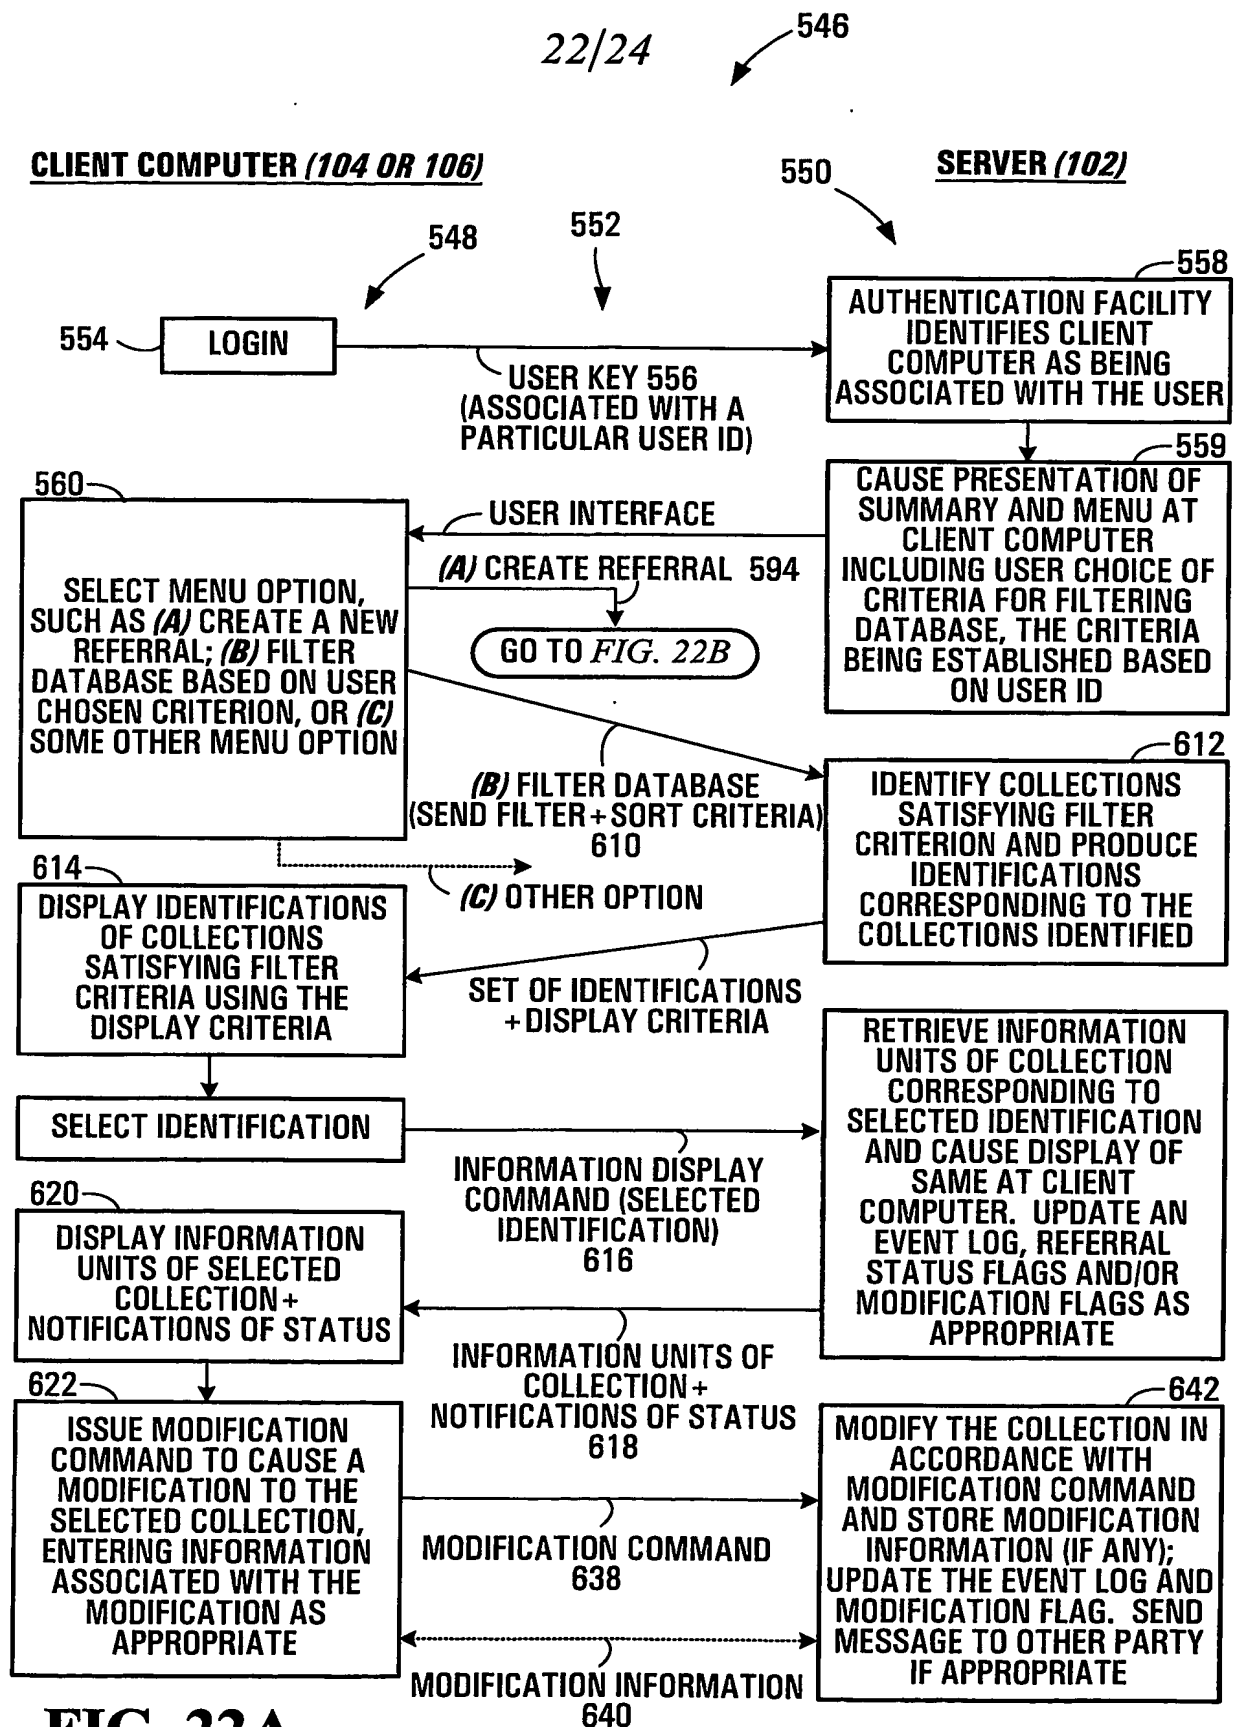 22/24
546
CLIENT COMPUTER (104 OR 106)
SERVER (102)
550
548
552
558
554
LOGIN
AUTHENTICATION FACILITY
IDENTIFIES CLIENT
COMPUTER AS BEING
ASSOCIATED WITH THE USER
USER KEY 556
(ASSOCIATED WITH A
PARTICULAR USER ID)
559
CAUSE PRESENTATION OF
SUMMARY AND MENU AT
CLIENT COMPUTER
INCLUDING USER CHOICE OF
CRITERIA FOR FILTERING
DATABASE, THE CRITERIA
BEING ESTABLISHED BASED
ON USER ID
560
USER INTERFACE
(A) CREATE REFERRAL 594
GO TO FIG. 22B
SELECT MENU OPTION,
SUCH AS (A) CREATE A NEW
REFERRAL; (B) FILTER
DATABASE BASED ON USER
CHOSEN CRITERION, OR (C)
SOME OTHER MENU OPTION
(B) FILTER DATABASE
(SEND FILTER+SORT CRITERIA)
610
612
IDENTIFY COLLECTIONS
SATISFYING FILTER
CRITERION AND PRODUCE
IDENTIFICATIONS
CORRESPONDING TO THE
COLLECTIONS IDENTIFIED
(C) OTHER OPTION
614
DISPLAY IDENTIFICATIONS
OF COLLECTIONS
SATISFYING FILTER
CRITERIA USING THE
DISPLAY CRITERIA
SET OF IDENTIFICATIONS
+DISPLAY CRITERIA
SELECT IDENTIFICATION
INFORMATION DISPLAY
COMMAND (SELECTED
IDENTIFICATION)
616
RETRIEVE INFORMATION
UNITS OF COLLECTION
CORRESPONDING TO
SELECTED IDENTIFICATION
AND CAUSE DISPLAY OF
SAME AT CLIENT
COMPUTER. UPDATE AN
EVENT LOG, REFERRAL
STATUS FLAGS AND/OR
MODIFICATION FLAGS AS
APPROPRIATE
620
DISPLAY INFORMATION
UNITS OF SELECTED
COLLECTION+
NOTIFICATIONS OF STATUS
INFORMATION UNITS OF
COLLECTION+
NOTIFICATIONS OF STATUS
618
622
ISSUE MODIFICATION
COMMAND TO CAUSE A
MODIFICATION TO THE
SELECTED COLLECTION,
ENTERING INFORMATION
ASSOCIATED WITH THE
MODIFICATION AS
APPROPRIATE
MODIFICATION COMMAND
638
642
MODIFY THE COLLECTION IN
ACCORDANCE WITH
MODIFICATION COMMAND
AND STORE MODIFICATION
INFORMATION (IF ANY);
UPDATE THE EVENT LOG AND
MODIFICATION FLAG. SEND
MESSAGE TO OTHER PARTY
IF APPROPRIATE
MODIFICATION INFORMATION
640
FIG. 22A